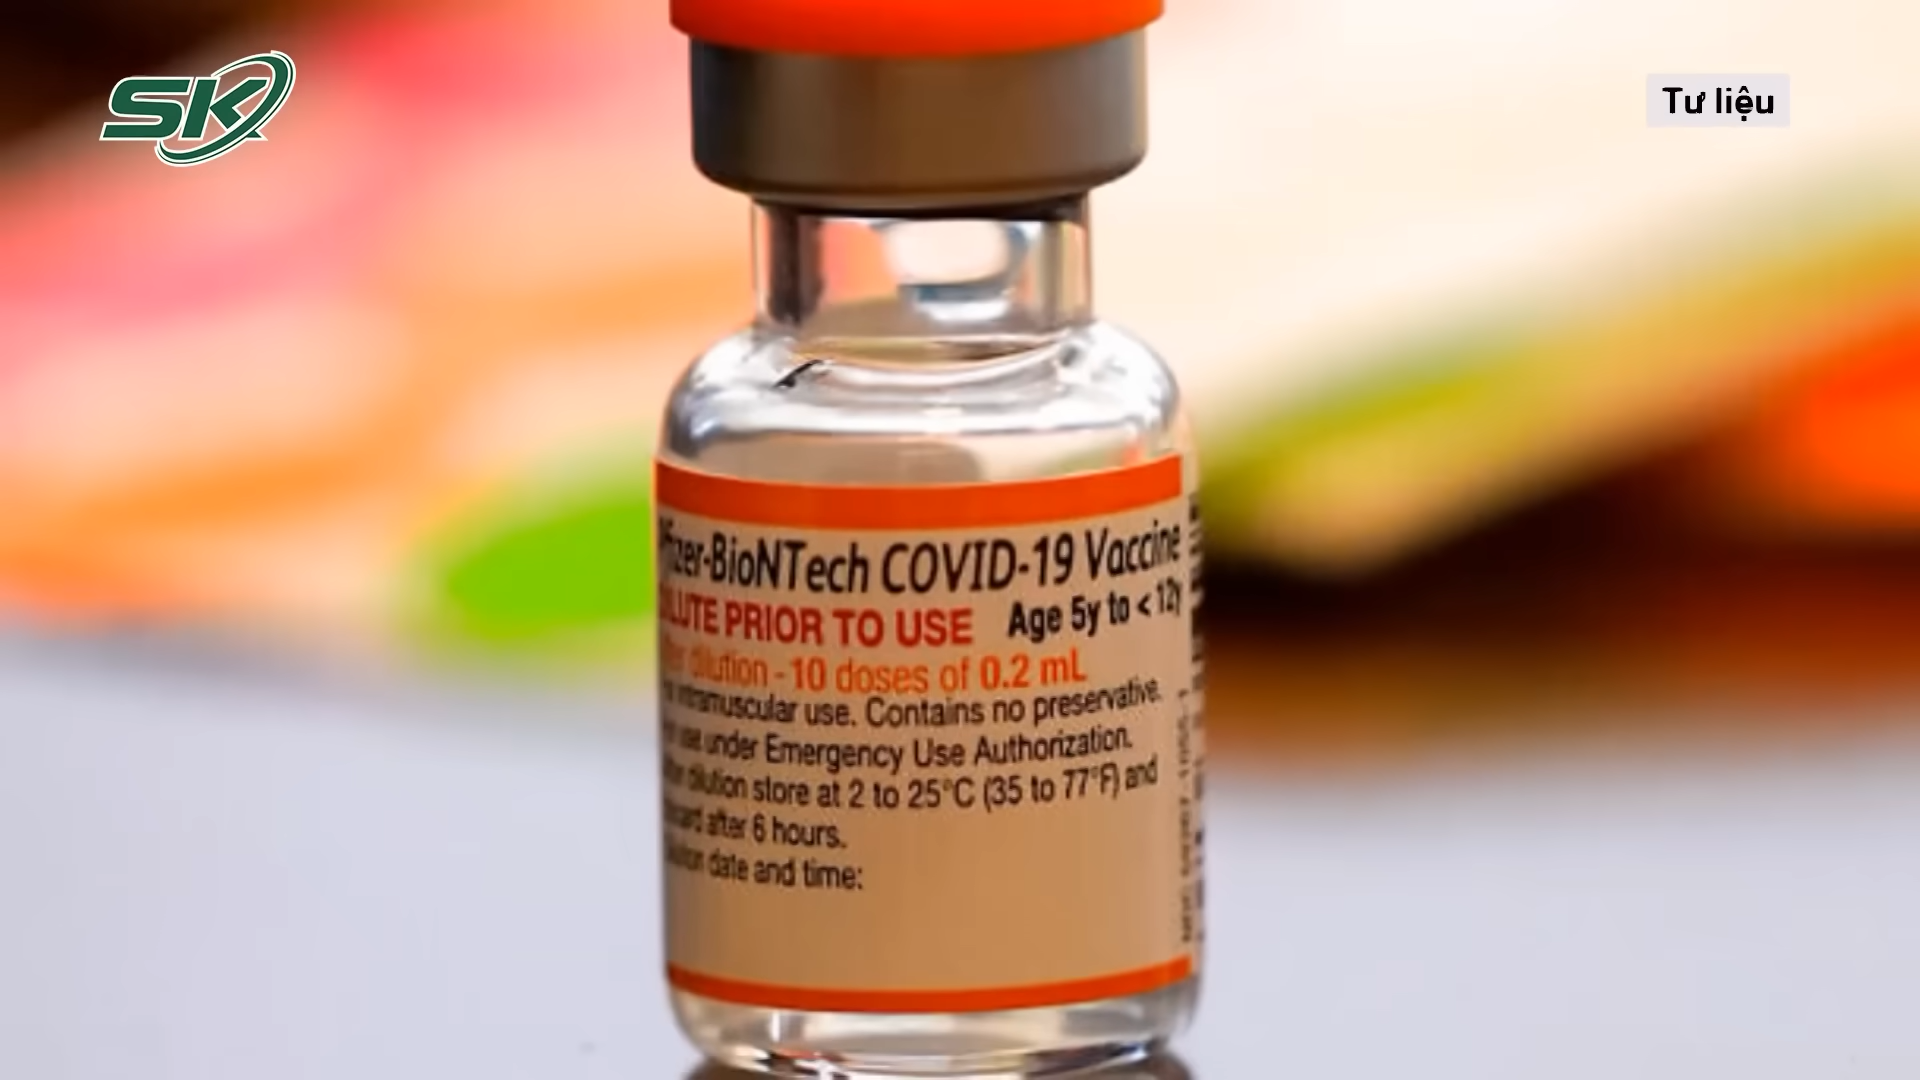 SK
Tư liệu
Pfizer-BioNTech COVID-19 Vaccine
DILUTE PRIOR TO USE Age 5y to < 12y
dilution - 10 doses of 0.2 mL
intramuscular use. Contains no preservative.
use under Emergency Use Authorization.
dilution store at 2 to 25°C (35 to 77°F) and
after 6 hours.
date and time: